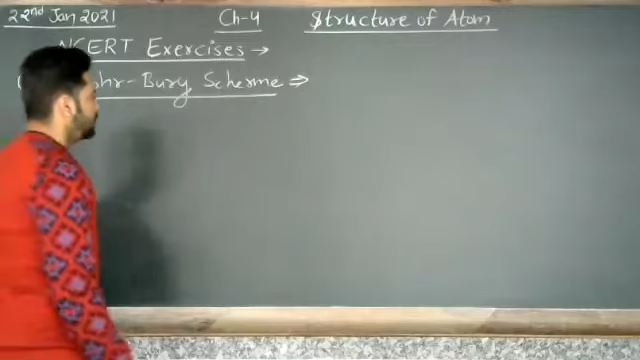 22nd Jan 2021 Ch-4 Structure of Atom
NCERT Exercises →
Bury Scheme ⇒